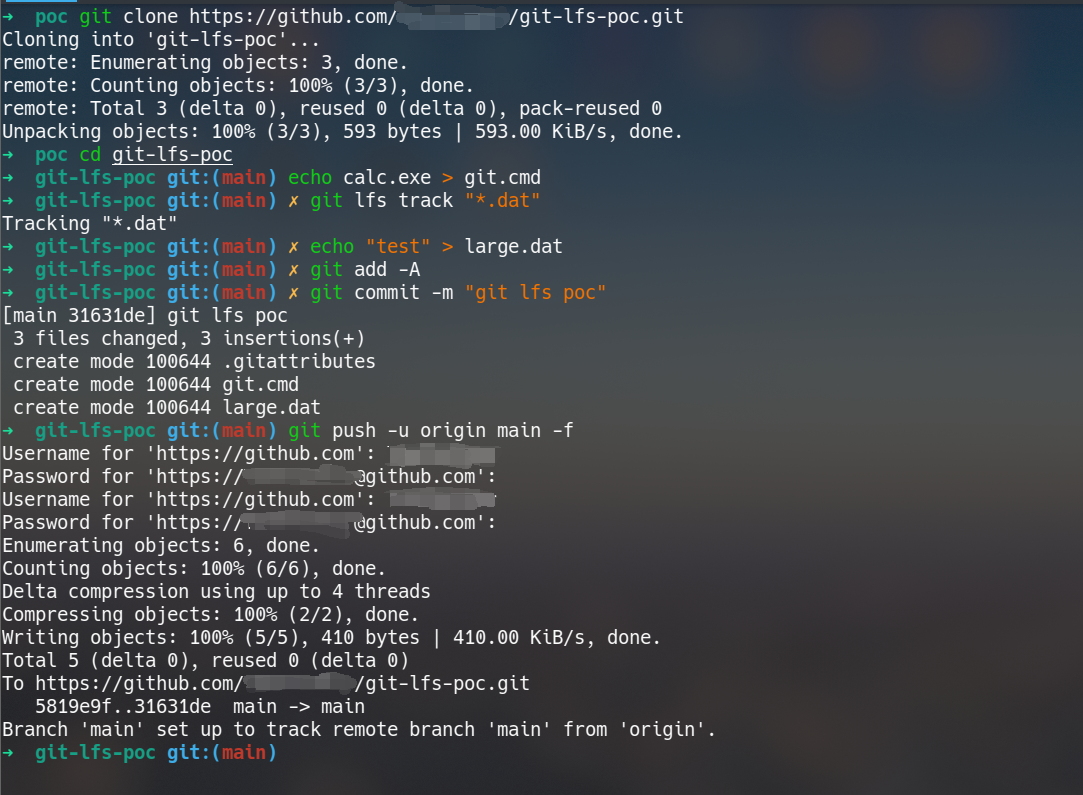 ➜ poc git clone https://github.com/ /git-lfs-poc.git
Cloning into 'git-lfs-poc'...
remote: Enumerating objects: 3, done.
remote: Counting objects: 100% (3/3), done.
remote: Total 3 (delta 0), reused 0 (delta 0), pack-reused 0
Unpacking objects: 100% (3/3), 593 bytes | 593.00 KiB/s, done.
➜ poc cd git-lfs-poc
➜ git-lfs-poc git:(main) echo calc.exe > git.cmd
➜ git-lfs-poc git:(main) ✗ git lfs track "*.dat"
Tracking "*.dat"
➜ git-lfs-poc git:(main) ✗ echo "test" > large.dat
➜ git-lfs-poc git:(main) ✗ git add -A
➜ git-lfs-poc git:(main) ✗ git commit -m "git lfs poc"
[main 31631de] git lfs poc
 3 files changed, 3 insertions(+)
 create mode 100644 .gitattributes
 create mode 100644 git.cmd
 create mode 100644 large.dat
➜ git-lfs-poc git:(main) git push -u origin main -f
Username for 'https://github.com':
Password for 'https:// @github.com':
Username for 'https://github.com':
Password for 'https:// @github.com':
Enumerating objects: 6, done.
Counting objects: 100% (6/6), done.
Delta compression using up to 4 threads
Compressing objects: 100% (2/2), done.
Writing objects: 100% (5/5), 410 bytes | 410.00 KiB/s, done.
Total 5 (delta 0), reused 0 (delta 0)
To https://github.com/ /git-lfs-poc.git
   5819e9f..31631de  main -> main
Branch 'main' set up to track remote branch 'main' from 'origin'.
➜ git-lfs-poc git:(main)